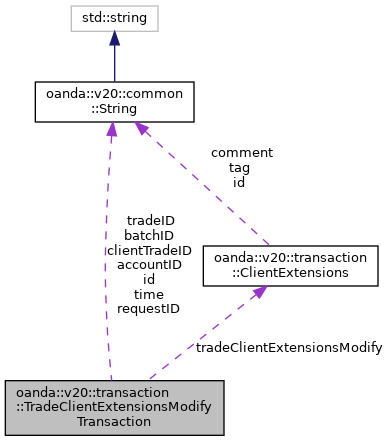 std::string
oanda::v20::common
::String
comment
tag
id
tradeID
batchID
clientTradeID
accountID
id
time
requestID
oanda::v20::transaction
::ClientExtensions
tradeClientExtensionsModify
oanda::v20::transaction
::TradeClientExtensionsModify
Transaction